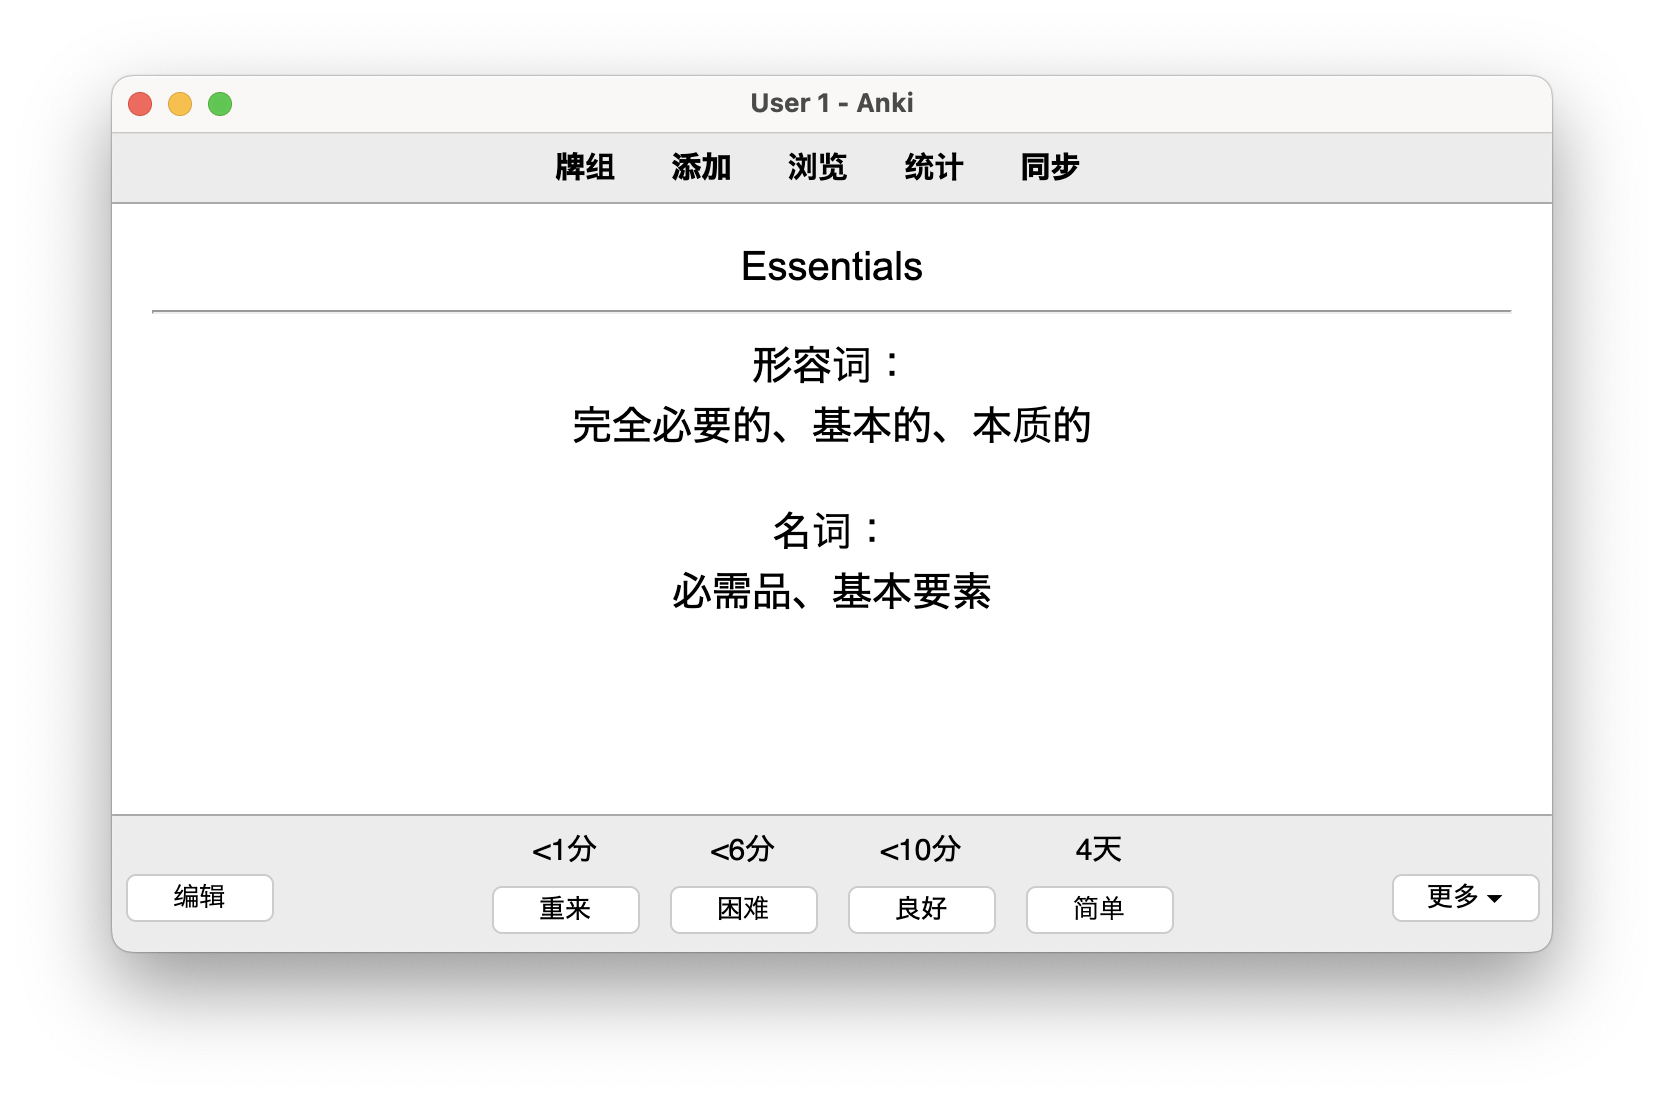 User 1 - Anki
牌组 添加 浏览 统计 同步
Essentials
形容词：
完全必要的、基本的、本质的
名词：
必需品、基本要素
<1分 <6分 <10分 4天
编辑 重来 困难 良好 简单 更多